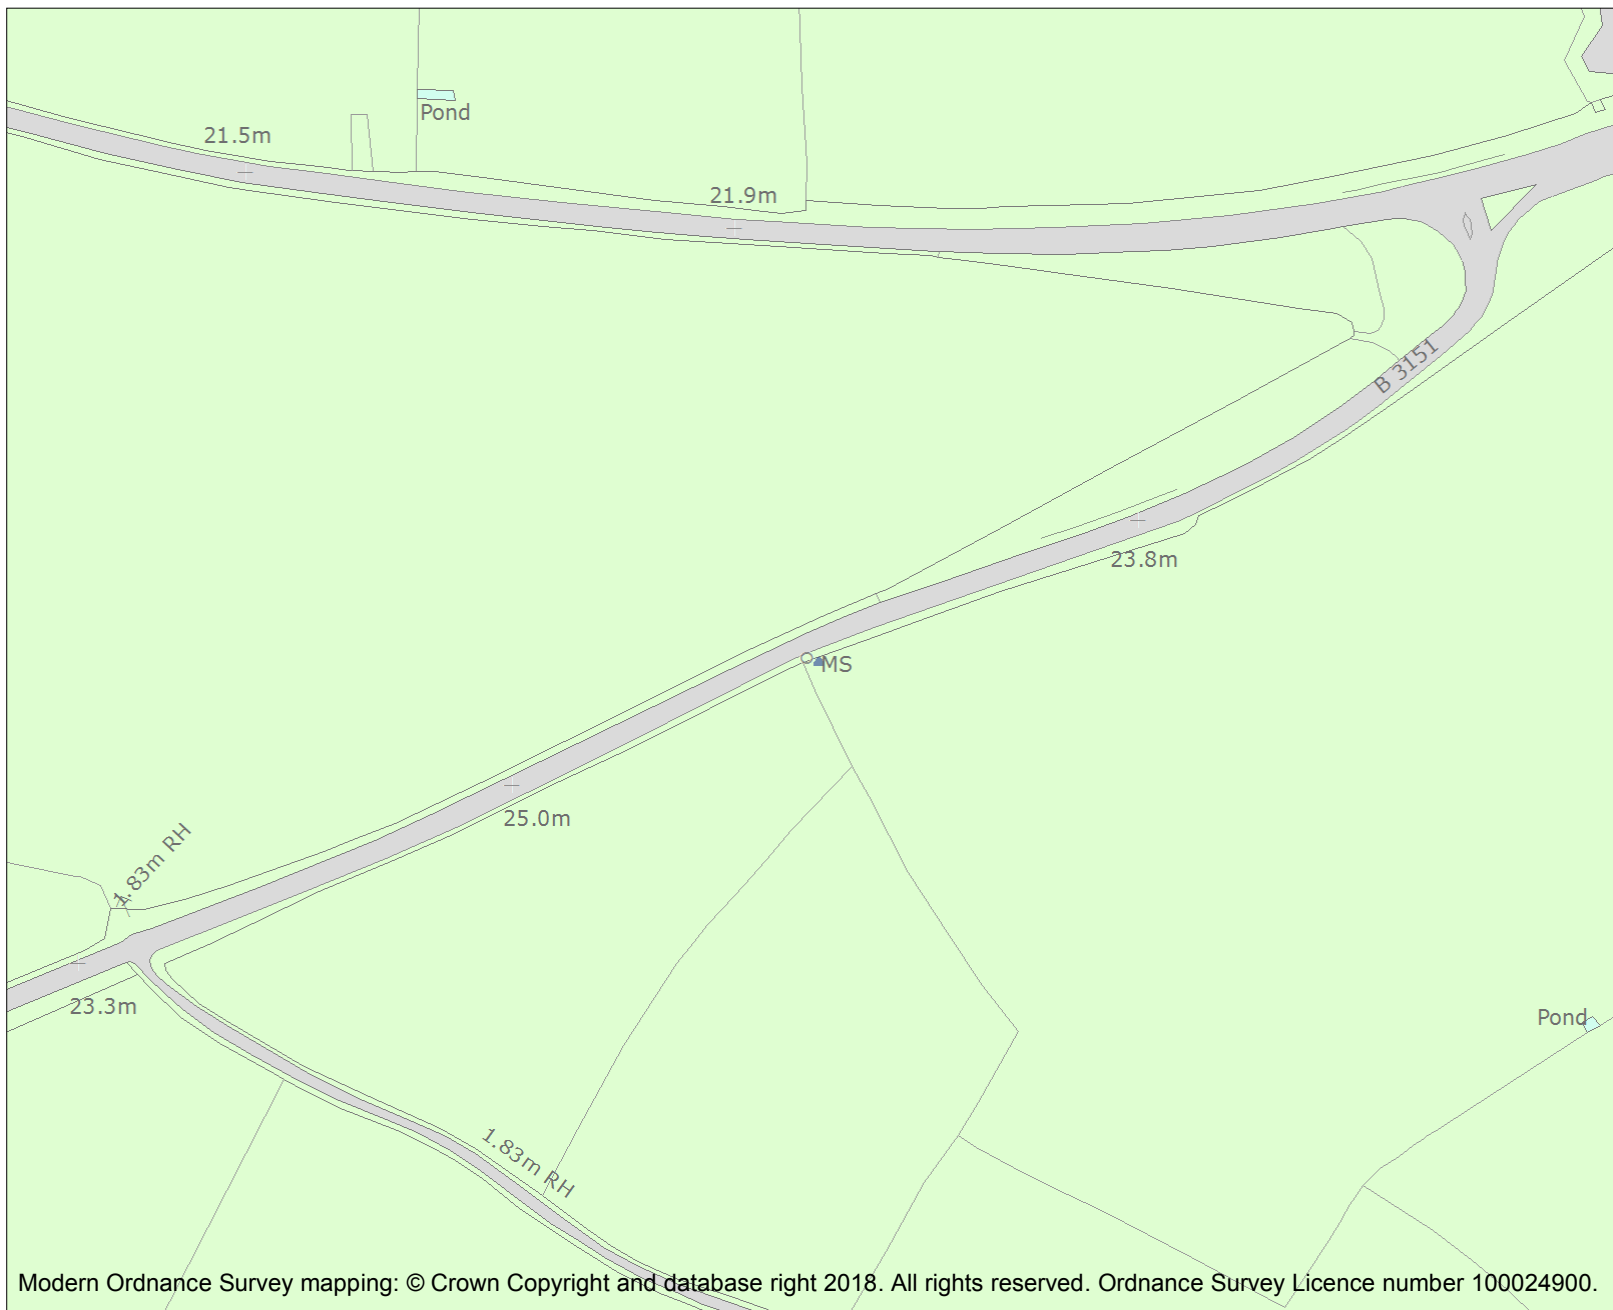 Pond
21.5m
21.9m
B 3151
23.8m
MS
25.0m
1.83m RH
23.3m
Pond
1.83m RH
Modern Ordnance Survey mapping: © Crown Copyright and database right 2018. All rights reserved. Ordnance Survey Licence number 100024900.